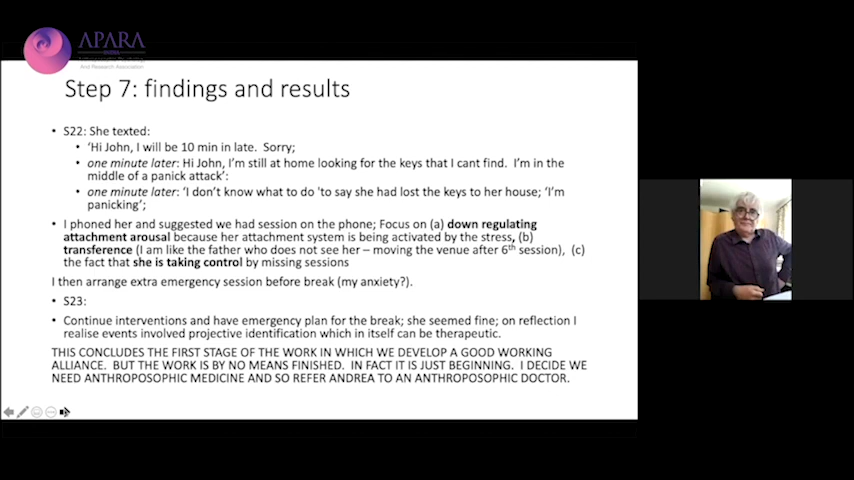 APARA
And Research Association
Step 7: findings and results
• S22: She texted:
• 'Hi John, I will be 10 min in late. Sorry;
• one minute later: Hi John, I'm still at home looking for the keys that I cant find. I'm in the
middle of a panick attack':
• one minute later: 'I don't know what to do 'to say she had lost the keys to her house; 'I'm
panicking';
• I phoned her and suggested we had session on the phone; Focus on (a) down regulating
attachment arousal because her attachment system is being activated by the stress, (b)
transference (I am like the father who does not see her – moving the venue after 6th session), (c)
the fact that she is taking control by missing sessions
I then arrange extra emergency session before break (my anxiety?).
• S23:
• Continue interventions and have emergency plan for the break; she seemed fine; on reflection I
realise events involved projective identification which in itself can be therapeutic.
THIS CONCLUDES THE FIRST STAGE OF THE WORK IN WHICH WE DEVELOP A GOOD WORKING
ALLIANCE. BUT THE WORK IS BY NO MEANS FINISHED. IN FACT IT IS JUST BEGINNING. I DECIDE WE
NEED ANTHROPOSOPHIC MEDICINE AND SO REFER ANDREA TO AN ANTHROPOSOPHIC DOCTOR.